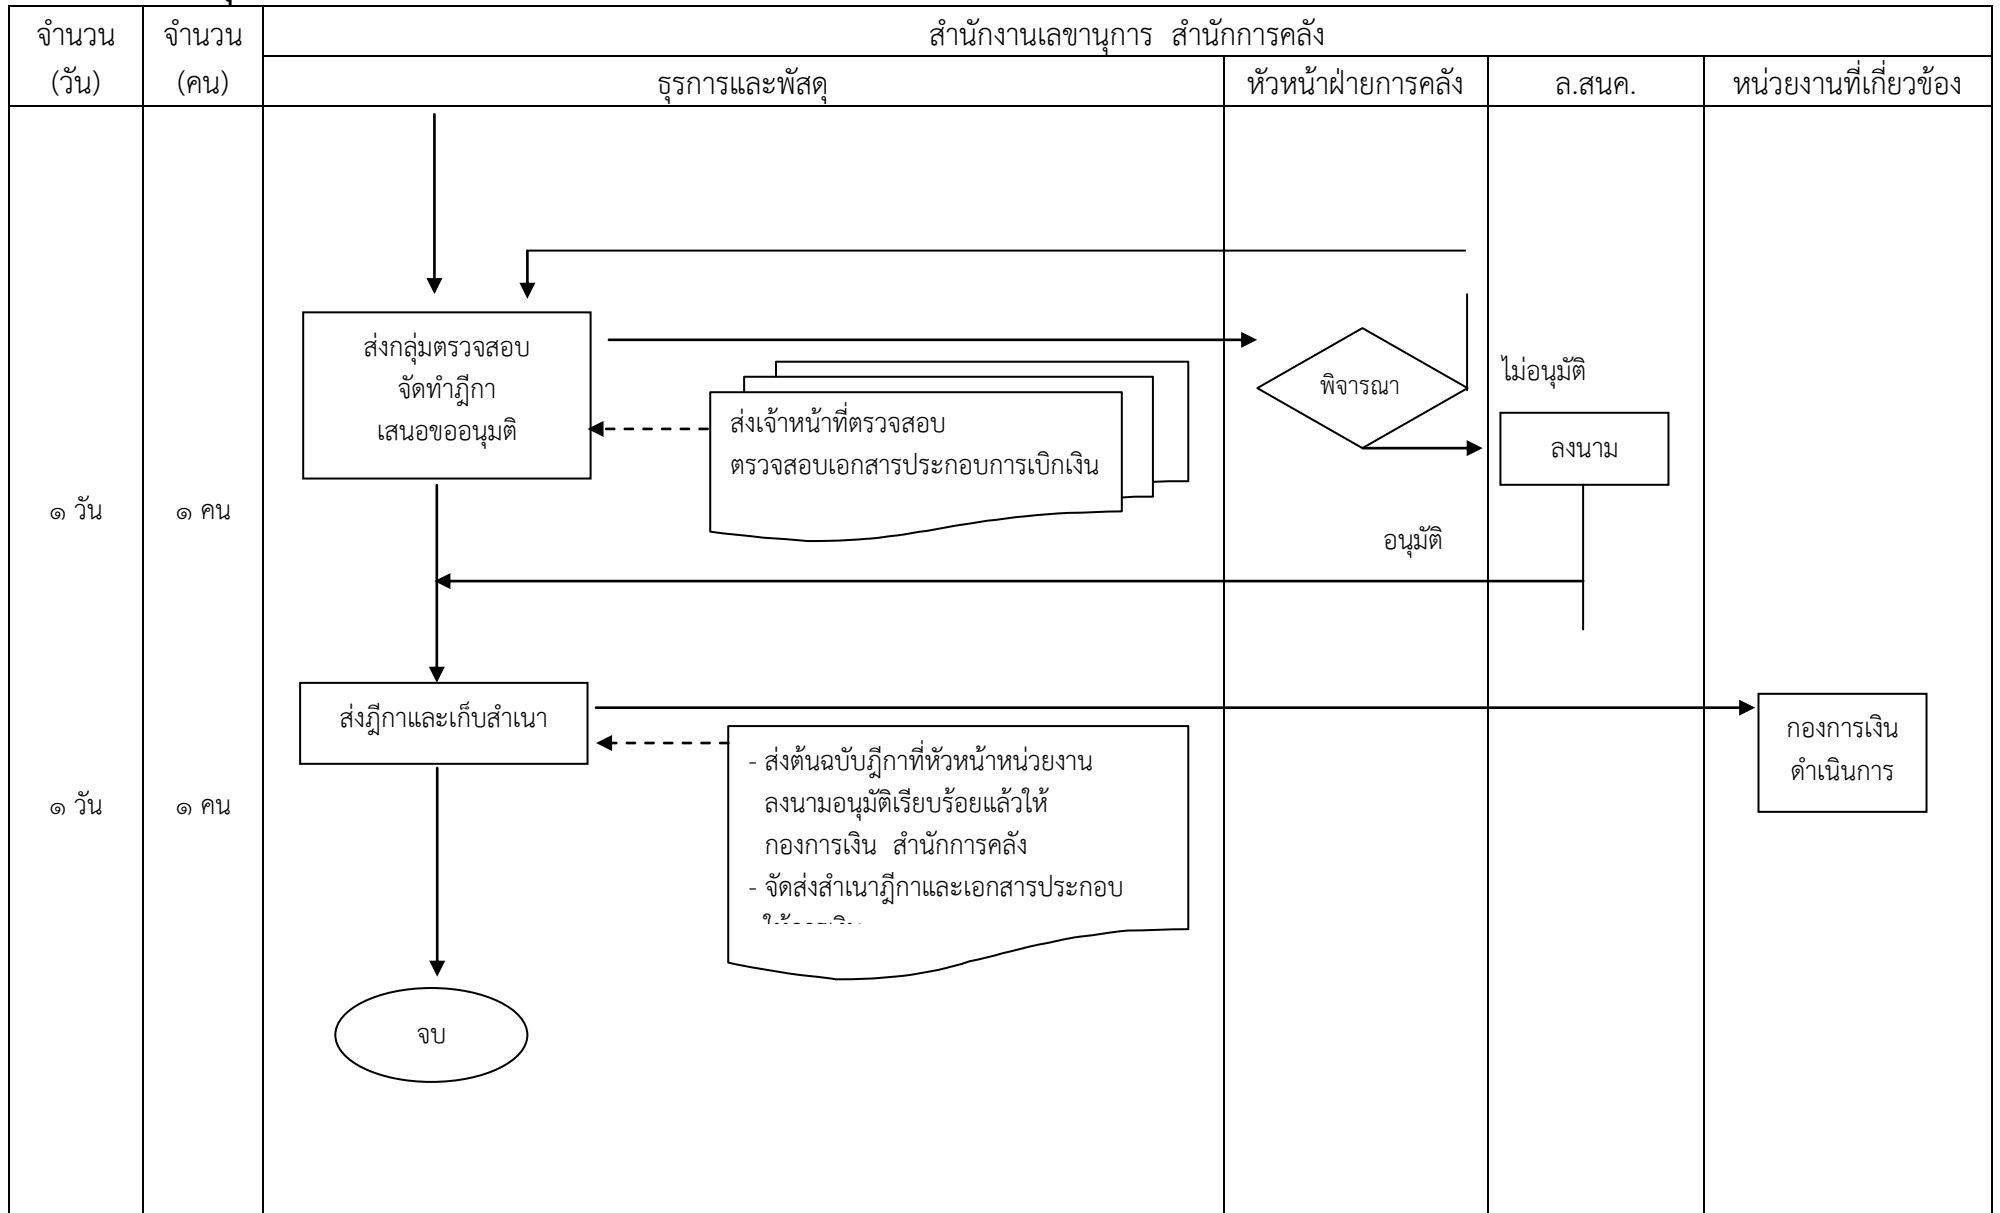 จำนวน
(วัน)
จำนวน
(คน)
สำนักงานเลขานุการ สำนักการคลัง
ธุรการและพัสดุ
หัวหน้าฝ่ายการคลัง
ล.สนค.
หน่วยงานที่เกี่ยวข้อง
ส่งกลุ่มตรวจสอบ
จัดทำฎีกา
เสนอขออนุมติ
ส่งเจ้าหน้าที่ตรวจสอบ
ตรวจสอบเอกสารประกอบการเบิกเงิน
พิจารณา
ไม่อนุมัติ
ลงนาม
๑ วัน
๑ คน
อนุมัติ
ส่งฎีกาและเก็บสำเนา
กองการเงิน
ดำเนินการ
- ส่งต้นฉบับฎีกาที่หัวหน้าหน่วยงาน
ลงนามอนุมัติเรียบร้อยแล้วให้
กองการเงิน สำนักการคลัง
- จัดส่งสำเนาฎีกาและเอกสารประกอบ
๑ วัน
๑ คน
จบ